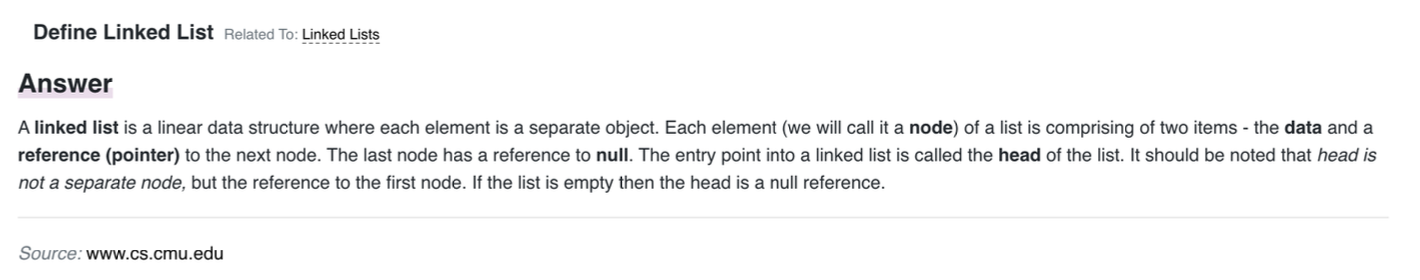 Define Linked List Related To: Linked Lists
Answer
A linked list is a linear data structure where each element is a separate object. Each element (we will call it a node) of a list is comprising of two items - the data and a
reference (pointer) to the next node. The last node has a reference to null. The entry point into a linked list is called the head of the list. It should be noted that head is
not a separate node, but the reference to the first node. If the list is empty then the head is a null reference.
Source: www.cs.cmu.edu